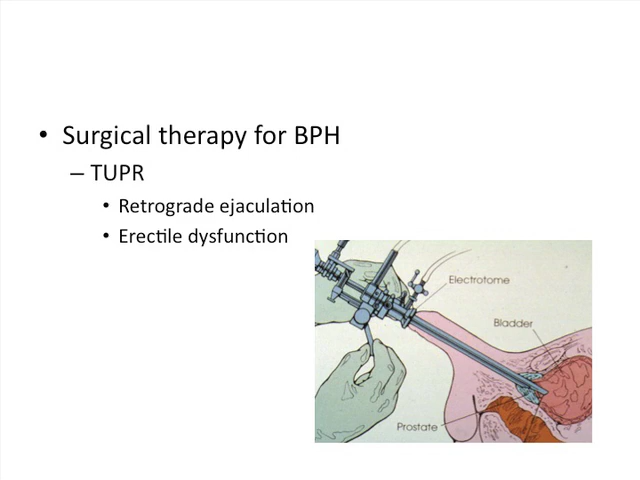 • Surgical therapy for BPH
– TUPR
• Retrograde ejaculation
• Erectile dysfunction
Electrotome
Bladder
Prostate